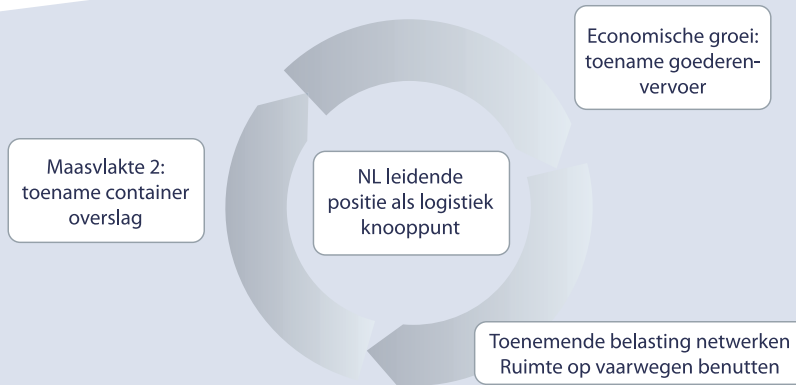 Economische groei:
toename goederen-
vervoer
Maasvlakte 2:
toename container
overslag
NL leidende
positie als logistiek
knooppunt
Toenemende belasting netwerken
Ruimte op vaarwegen benutten